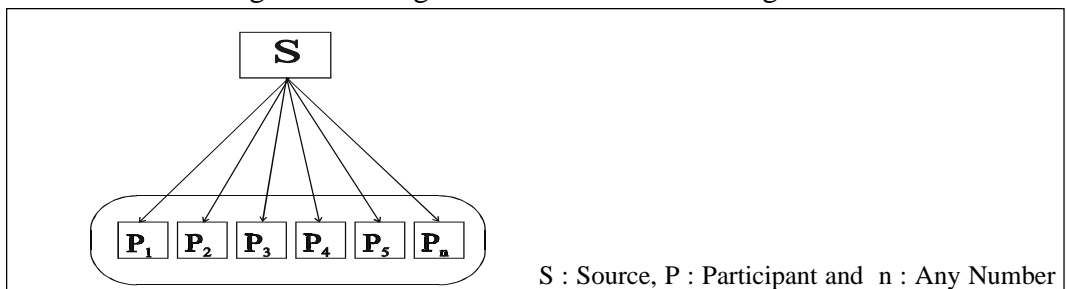 S
P₁ P₂ P₃ P₄ P₅ Pₙ
S : Source, P : Participant and n : Any Number